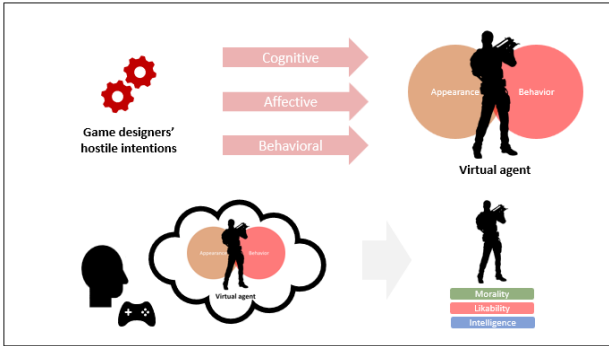 Cognitive
Affective
Behavioral
Game designers'
hostile intentions
Appearance
Behavior
Virtual agent
Appearance
Behavior
Virtual agent
Morality
Likability
Intelligence